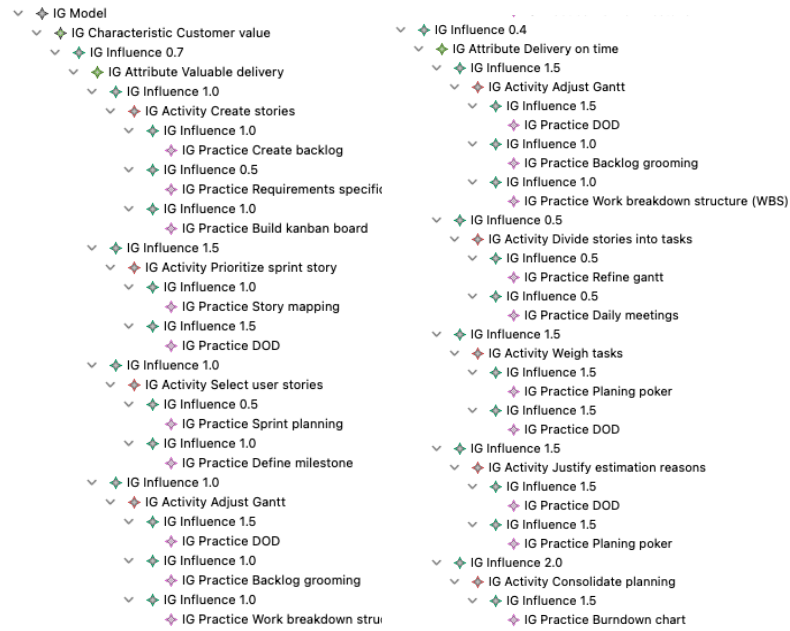 IG Model
IG Characteristic Customer value
IG Influence 0.7
IG Attribute Valuable delivery
IG Influence 1.0
IG Activity Create stories
IG Influence 1.0
IG Practice Create backlog
IG Influence 0.5
IG Practice Requirements specific
IG Influence 1.0
IG Practice Build kanban board
IG Influence 1.5
IG Activity Prioritize sprint story
IG Influence 1.0
IG Practice Story mapping
IG Influence 1.5
IG Practice DOD
IG Influence 1.0
IG Activity Select user stories
IG Influence 0.5
IG Practice Sprint planning
IG Influence 1.0
IG Practice Define milestone
IG Influence 1.0
IG Activity Adjust Gantt
IG Influence 1.5
IG Practice DOD
IG Influence 1.0
IG Practice Backlog grooming
IG Influence 1.0
IG Practice Work breakdown stru
IG Influence 0.4
IG Attribute Delivery on time
IG Influence 1.5
IG Activity Adjust Gantt
IG Influence 1.5
IG Practice DOD
IG Influence 1.0
IG Practice Backlog grooming
IG Influence 1.0
IG Practice Work breakdown structure (WBS)
IG Influence 0.5
IG Activity Divide stories into tasks
IG Influence 0.5
IG Practice Refine gantt
IG Influence 0.5
IG Practice Daily meetings
IG Influence 1.5
IG Activity Weigh tasks
IG Influence 1.5
IG Practice Planing poker
IG Influence 1.5
IG Practice DOD
IG Influence 1.5
IG Activity Justify estimation reasons
IG Influence 1.5
IG Practice DOD
IG Influence 1.5
IG Practice Planing poker
IG Influence 2.0
IG Activity Consolidate planning
IG Influence 1.5
IG Practice Burndown chart